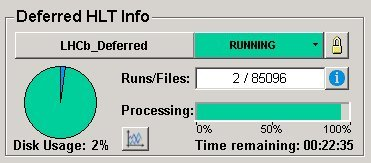 Deferred HLT Info
LHCb_Deferred RUNNING
Runs/Files: 2 / 85096 i
Processing:
0% 50% 100%
Disk Usage: 2% Time remaining: 00:22:35